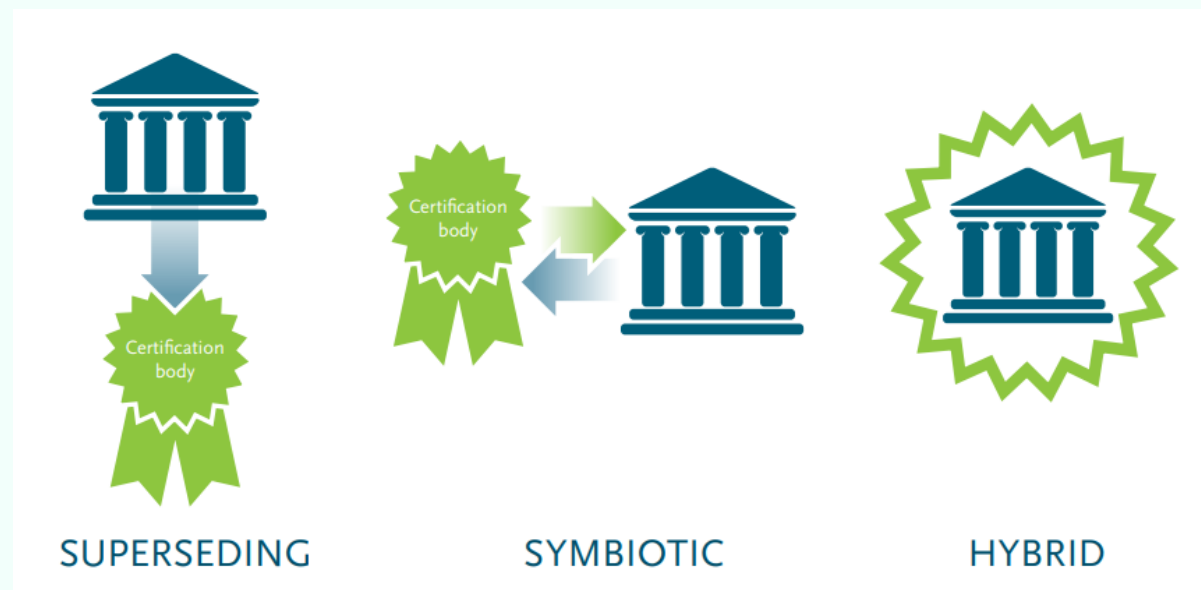 Certification
body
Certification
body
SUPERSEDING
SYMBIOTIC
HYBRID